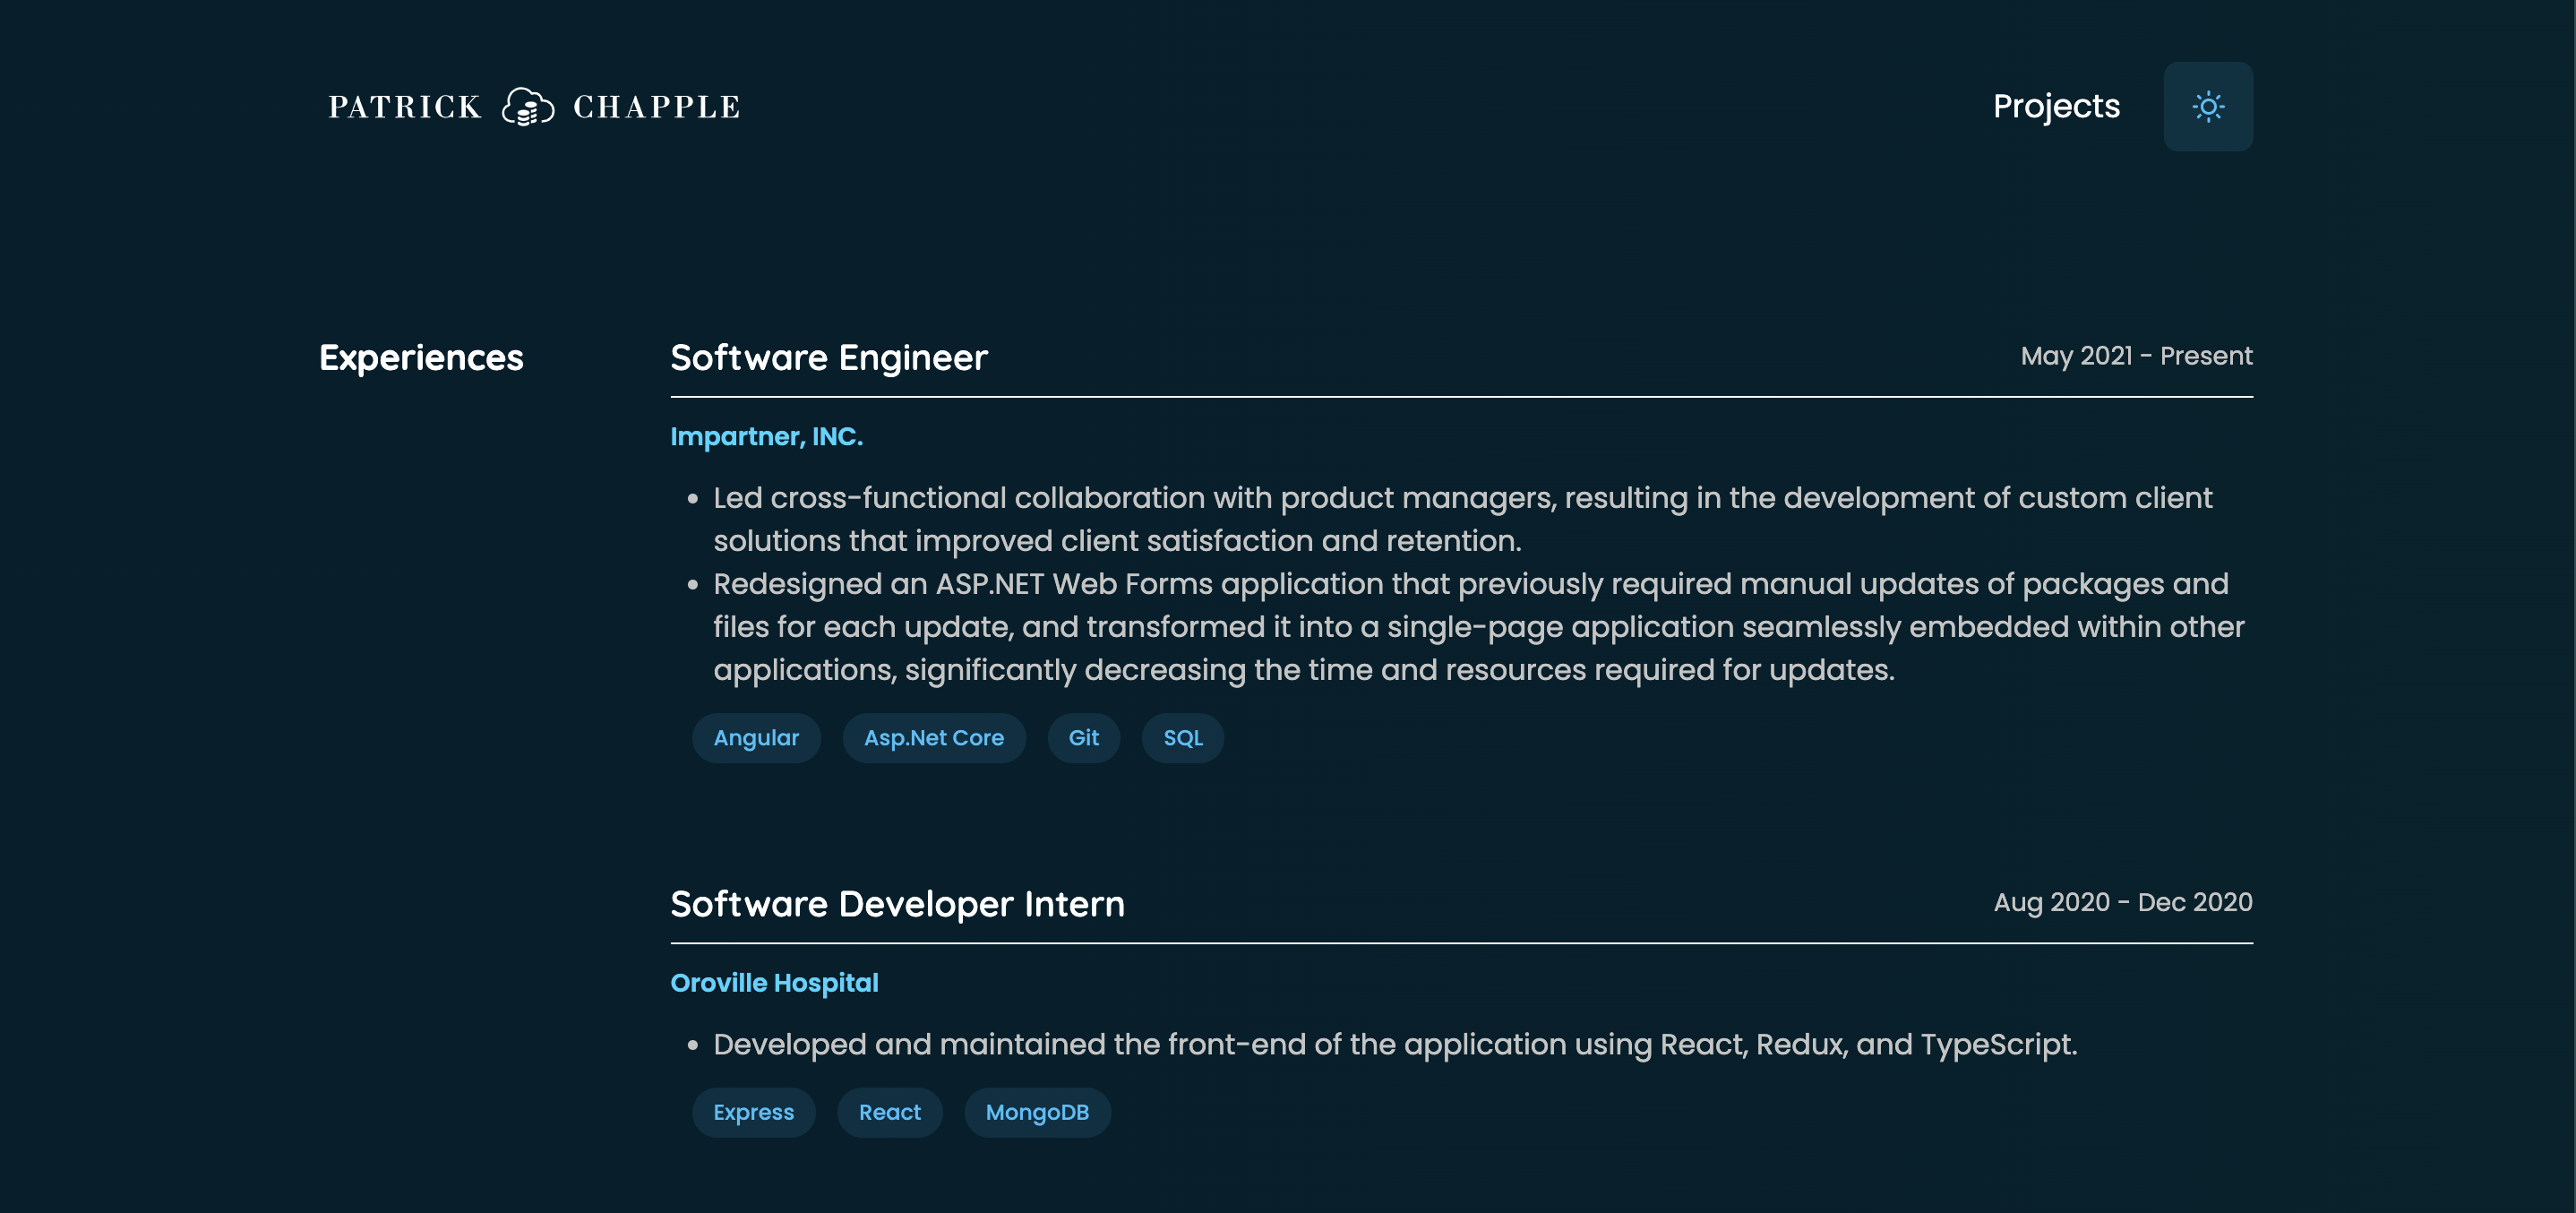 PATRICK CHAPPLE
Projects
Experiences
Software Engineer
May 2021 - Present
Impartner, INC.
• Led cross-functional collaboration with product managers, resulting in the development of custom client
solutions that improved client satisfaction and retention.
• Redesigned an ASP.NET Web Forms application that previously required manual updates of packages and
files for each update, and transformed it into a single-page application seamlessly embedded within other
applications, significantly decreasing the time and resources required for updates.
Angular Asp.Net Core Git SQL
Software Developer Intern
Aug 2020 - Dec 2020
Oroville Hospital
• Developed and maintained the front-end of the application using React, Redux, and TypeScript.
Express React MongoDB